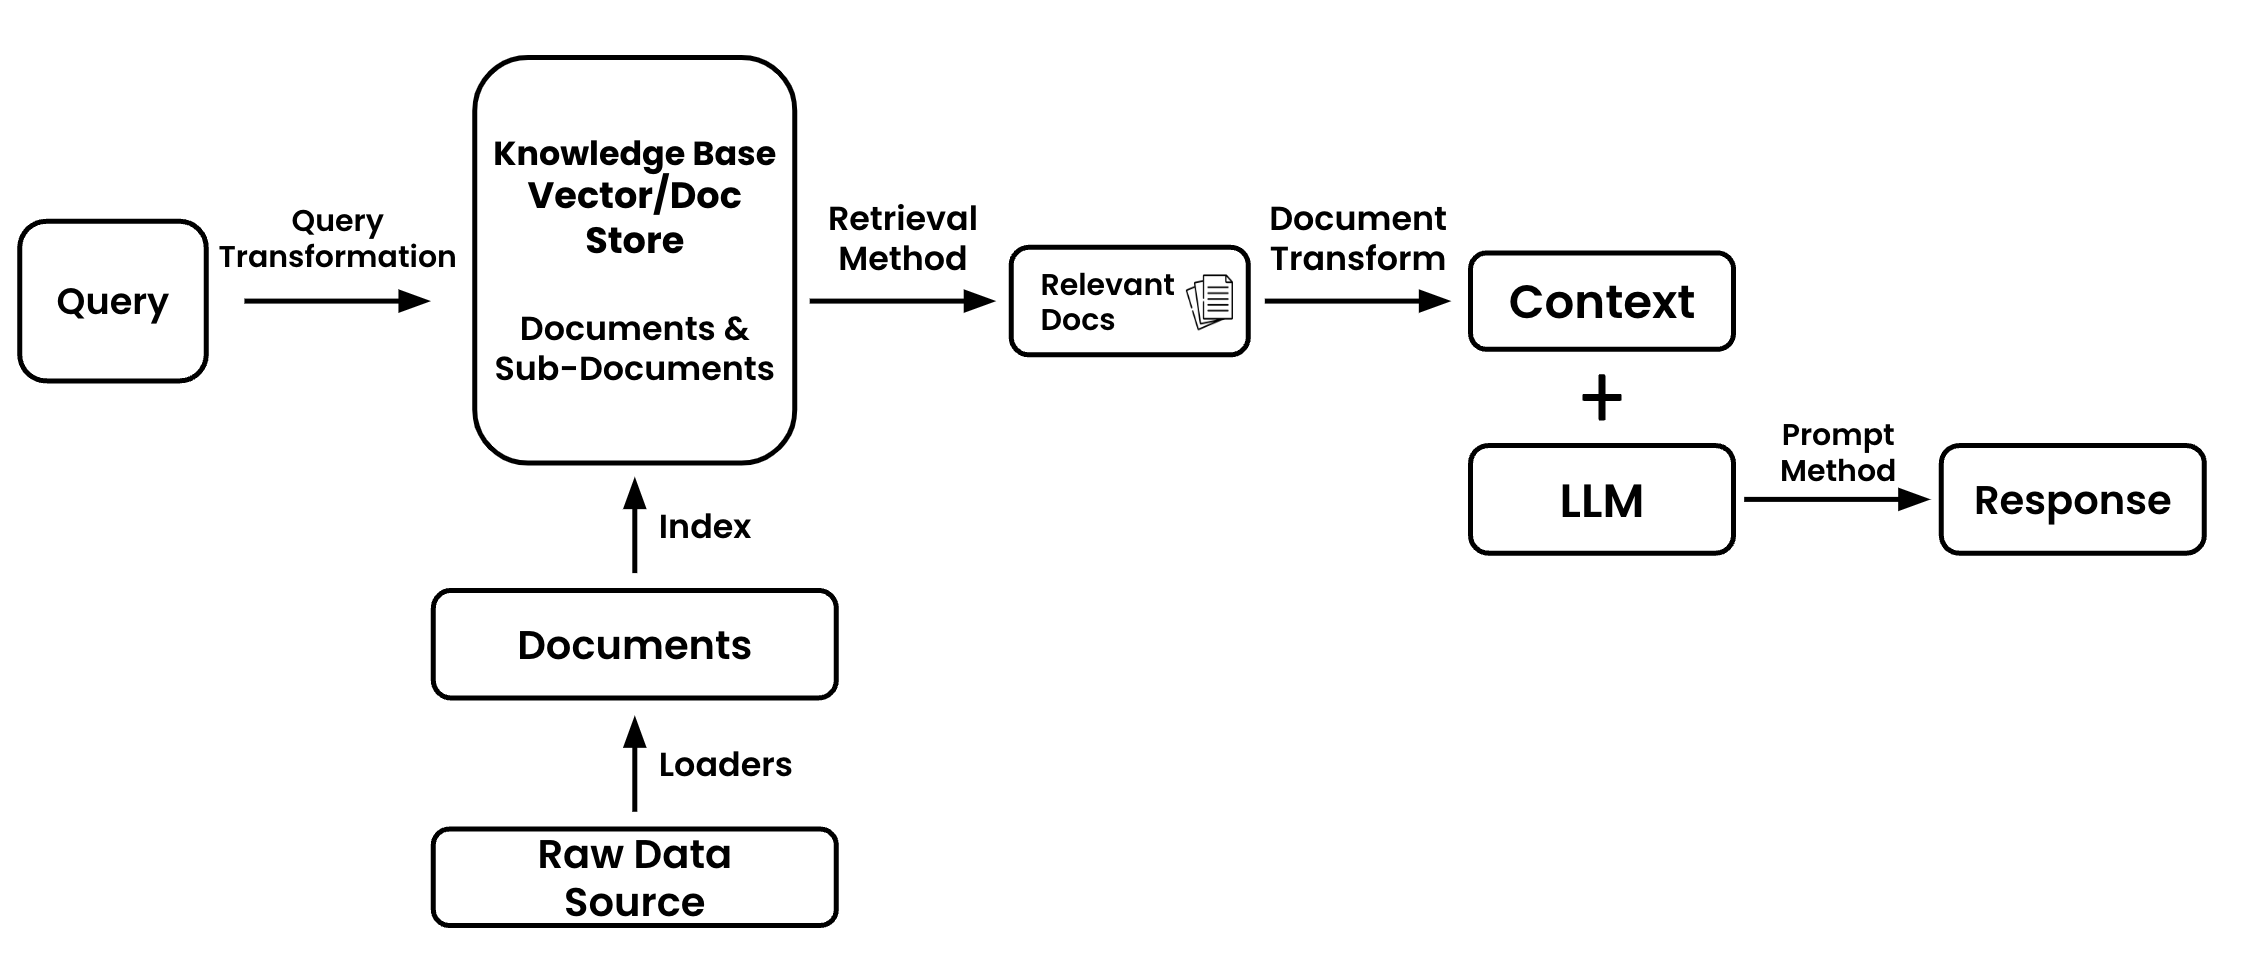 Query
Query
Transformation
Knowledge Base
Vector/Doc
Store
Documents &
Sub-Documents
Retrieval
Method
Relevant
Docs
Document
Transform
Context
+
LLM
Prompt
Method
Response
Index
Documents
Loaders
Raw Data
Source